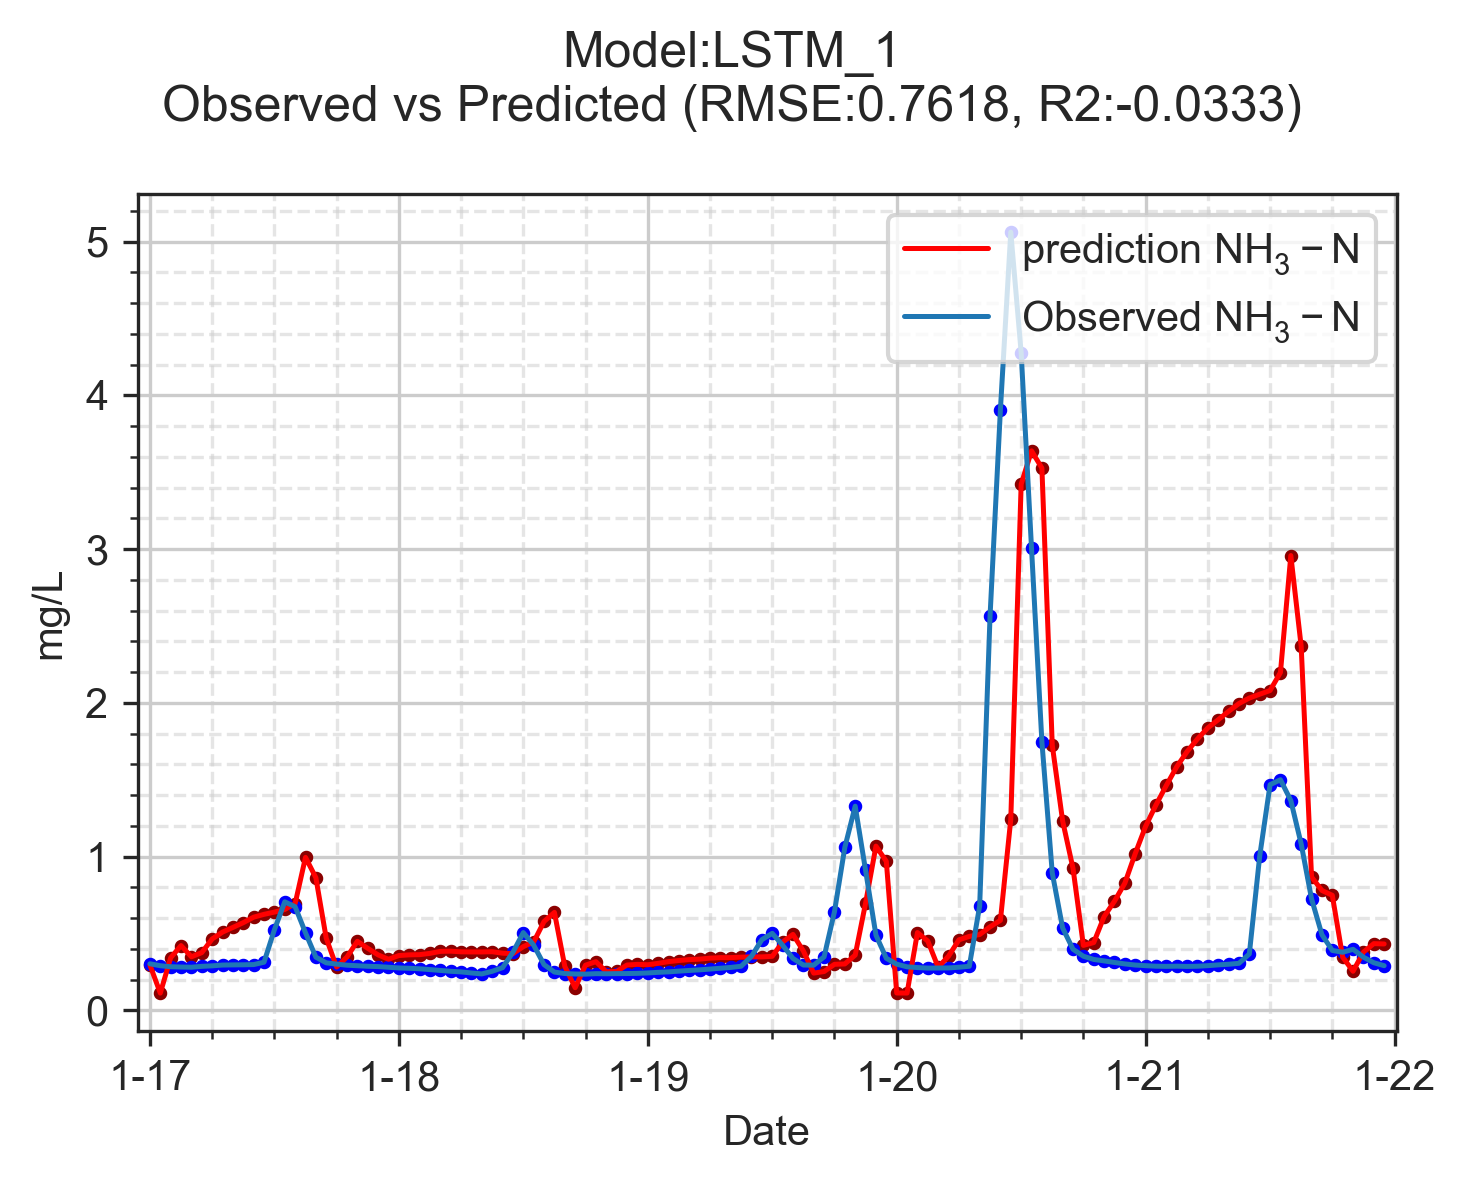 Model:LSTM_1
Observed vs Predicted (RMSE:0.7618, R2:-0.0333)
prediction NH₃ − N
Observed NH₃ − N
5
4
3
2
1
0
mg/L
1-17 1-18 1-19 1-20 1-21 1-22
Date